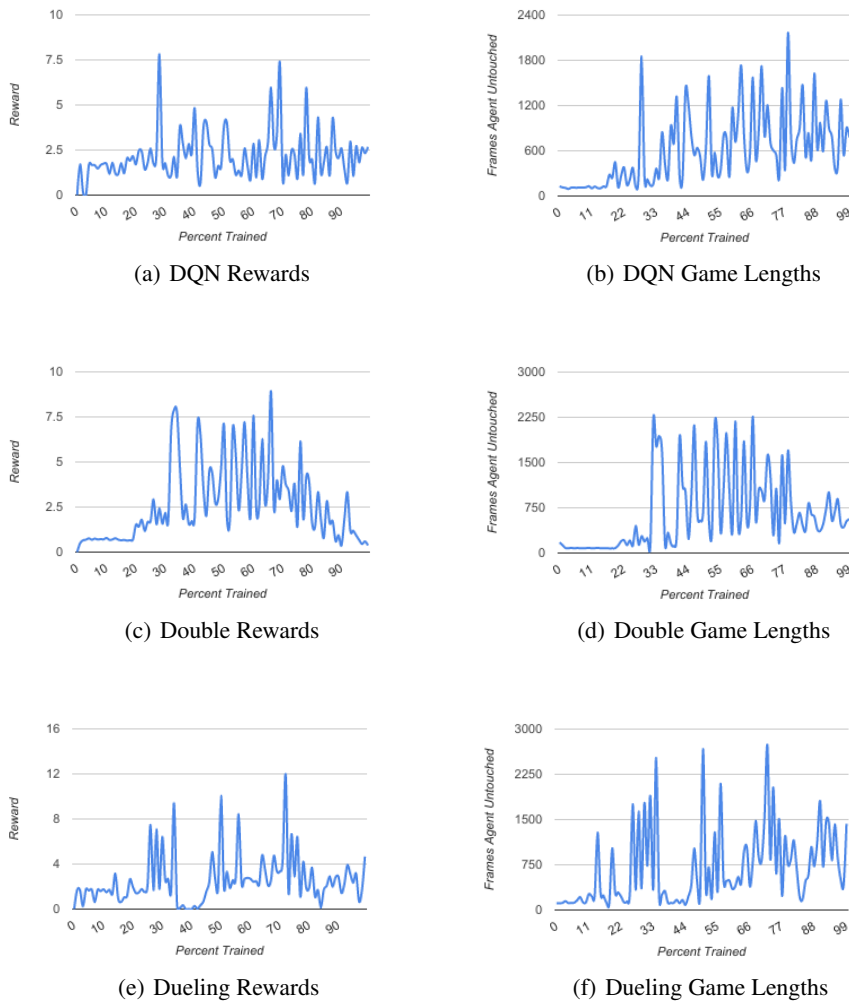 10
7.5
5
2.5
0
Reward
0 10 20 30 40 50 60 70 80 90
Percent Trained
(a) DQN Rewards
2400
1800
1200
600
0
Frames Agent Untouched
0 11 22 33 44 55 66 77 88 99
Percent Trained
(b) DQN Game Lengths
10
7.5
5
2.5
0
Reward
0 10 20 30 40 50 60 70 80 90
Percent Trained
(c) Double Rewards
3000
2250
1500
750
0
Frames Agent Untouched
0 11 22 33 44 55 66 77 88 99
Percent Trained
(d) Double Game Lengths
16
12
8
4
0
Reward
0 10 20 30 40 50 60 70 80 90
Percent Trained
(e) Dueling Rewards
3000
2250
1500
750
0
Frames Agent Untouched
0 11 22 33 44 55 66 77 88 99
Percent Trained
(f) Dueling Game Lengths